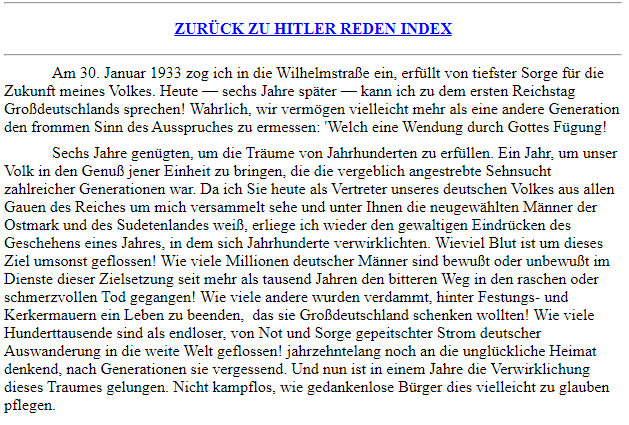 ZURÜCK ZU HITLER REDEN INDEX
Am 30. Januar 1933 zog ich in die Wilhelmstraße ein, erfüllt von tiefster Sorge für die
Zukunft meines Volkes. Heute — sechs Jahre später — kann ich zu dem ersten Reichstag
Großdeutschlands sprechen! Wahrlich, wir vermögen vielleicht mehr als eine andere Generation
den frommen Sinn des Ausspruches zu ermessen: 'Welch eine Wendung durch Gottes Fügung!
Sechs Jahre genügten, um die Träume von Jahrhunderten zu erfüllen. Ein Jahr, um unser
Volk in den Genuß jener Einheit zu bringen, die die vergeblich angestrebte Sehnsucht
zahlreicher Generationen war. Da ich Sie heute als Vertreter unseres deutschen Volkes aus allen
Gauen des Reiches um mich versammelt sehe und unter Ihnen die neugewählten Männer der
Ostmark und des Sudetenlandes weiß, erliege ich wieder den gewaltigen Eindrücken des
Geschehens eines Jahres, in dem sich Jahrhunderte verwirklichten. Wieviel Blut ist um dieses
Ziel umsonst geflossen! Wie viele Millionen deutscher Männer sind bewußt oder unbewußt im
Dienste dieser Zielsetzung seit mehr als tausend Jahren den bitteren Weg in den raschen oder
schmerzvollen Tod gegangen! Wie viele andere wurden verdammt, hinter Festungs- und
Kerkermauern ein Leben zu beenden,  das sie Großdeutschland schenken wollten! Wie viele
Hunderttausende sind als endloser, von Not und Sorge gepeitschter Strom deutscher
Auswanderung in die weite Welt geflossen! jahrzehntelang noch an die unglückliche Heimat
denkend, nach Generationen sie vergessend. Und nun ist in einem Jahre die Verwirklichung
dieses Traumes gelungen. Nicht kampflos, wie gedankenlose Bürger dies vielleicht zu glauben
pflegen.